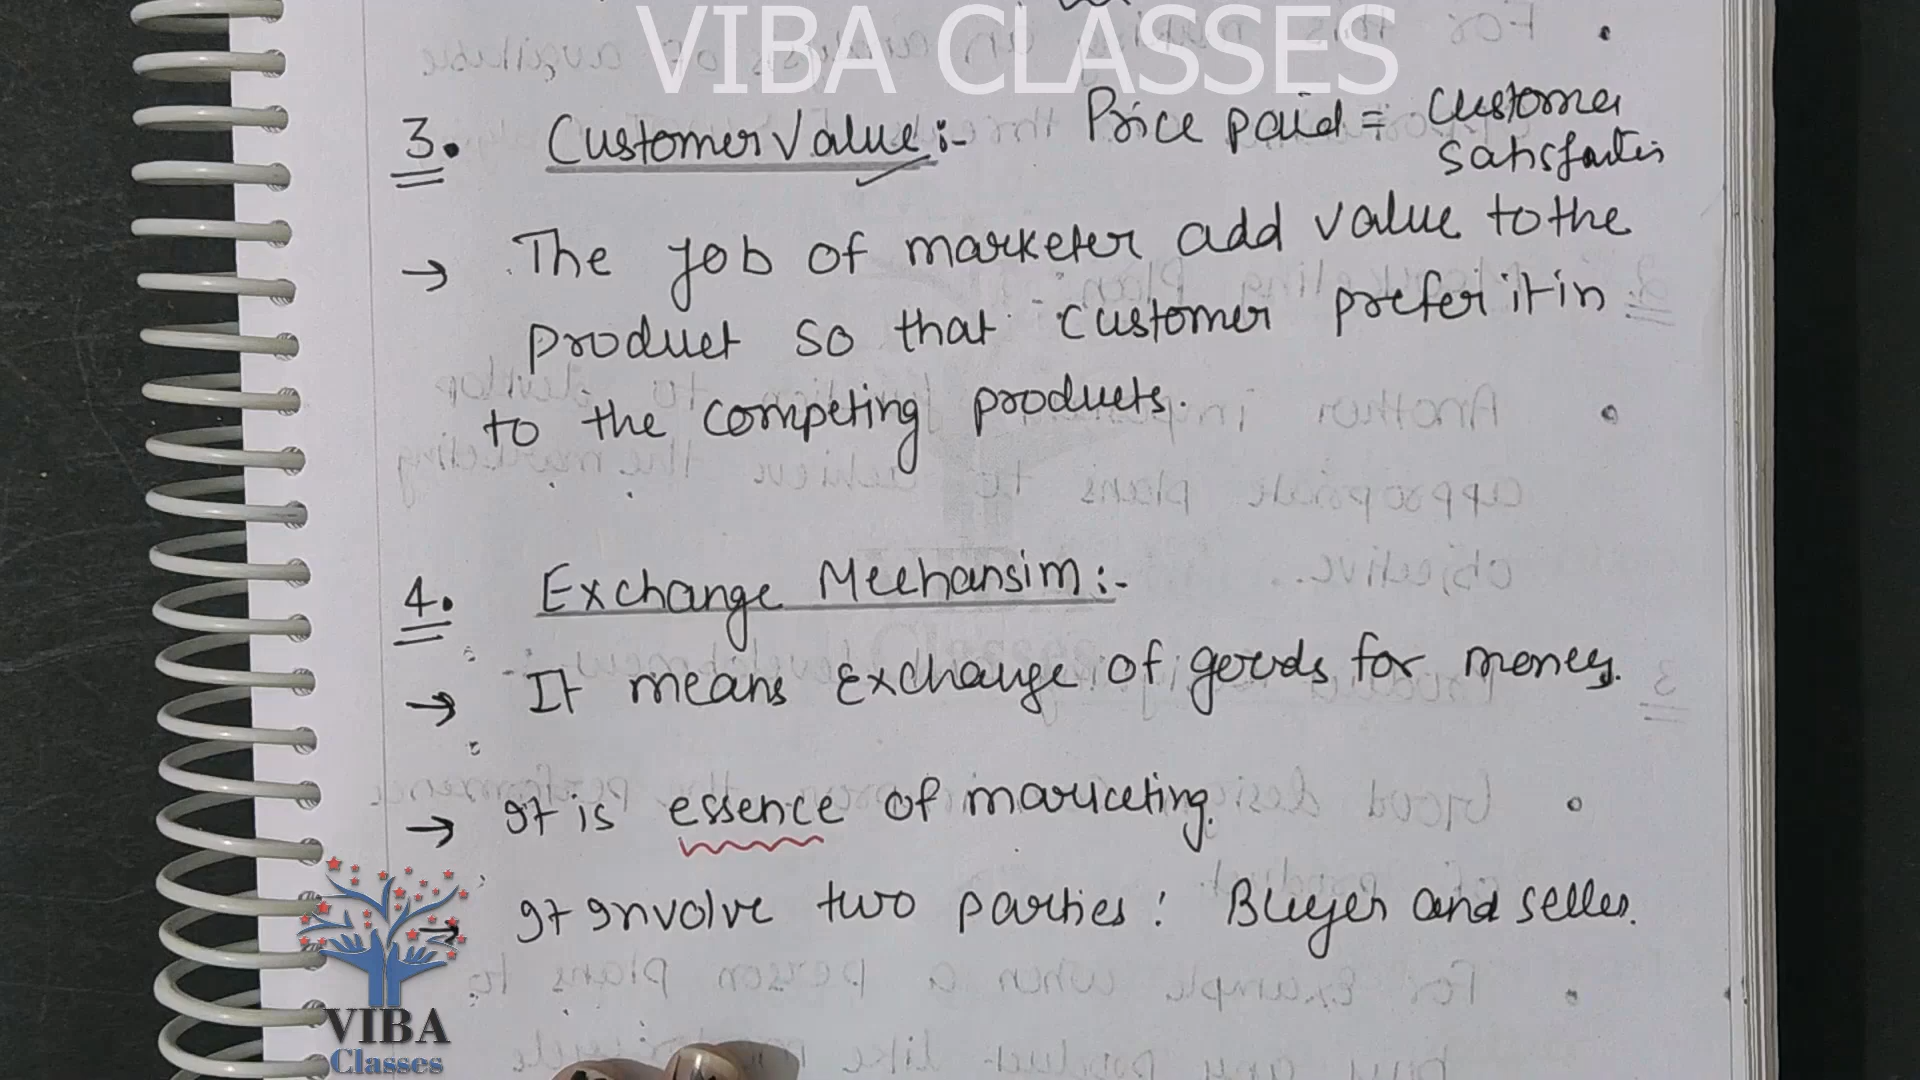 VIBA CLASSES
3. Customer Value :- Price paid = customer
satisfaction
→ The job of marketer add value to the
product so that customer prefer it in
to the competing products.
4. Exchange Mechansim :-
→ It means exchange of goods for money.
→ It is essence of marketing.
→ It Involve two parties : Buyer and seller.
VIBA
Classes